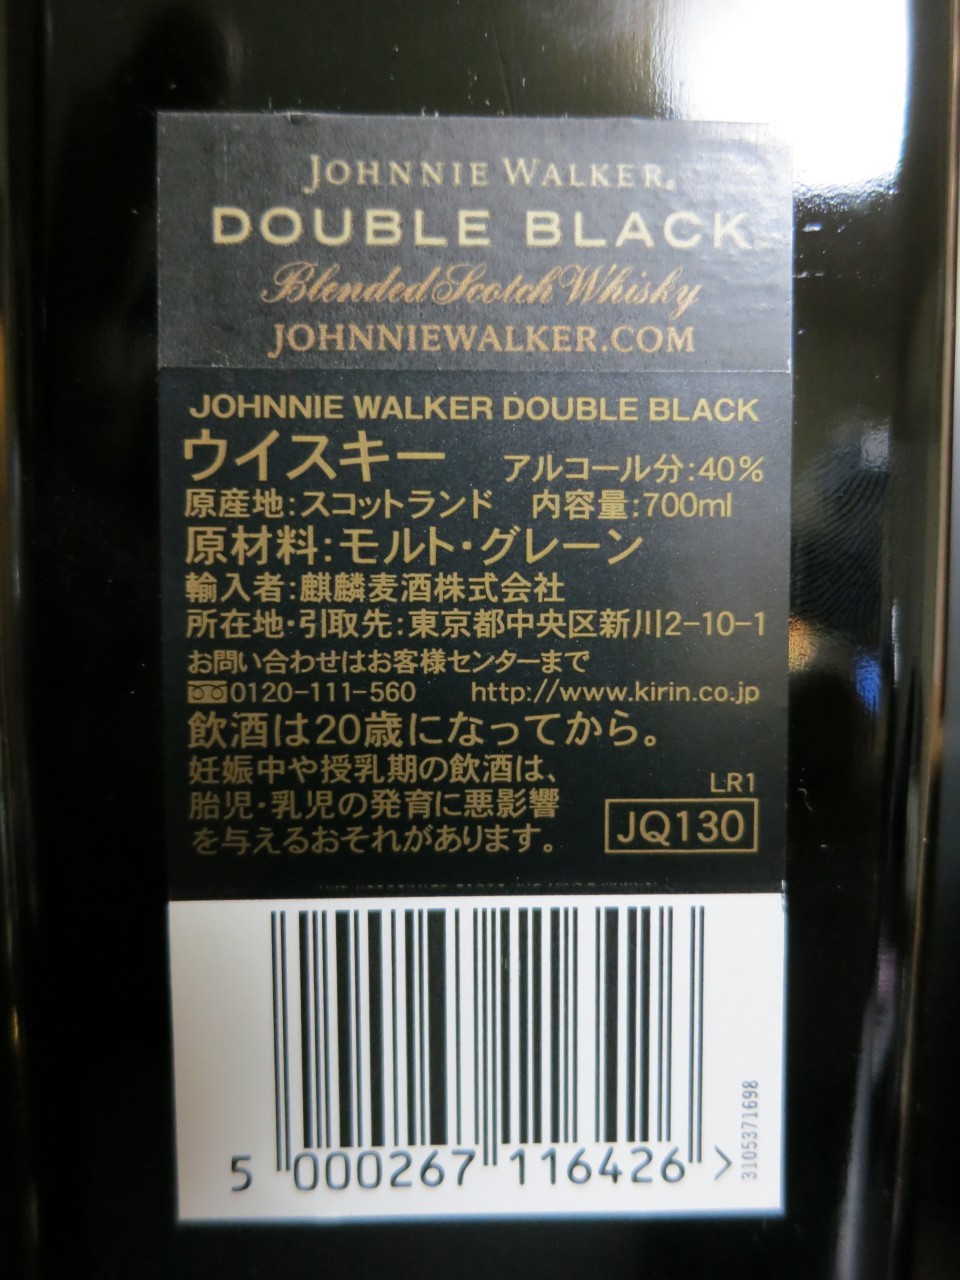 JOHNNIE WALKER®
DOUBLE BLACK™
Blended Scotch Whisky
JOHNNIEWALKER.COM
JOHNNIE WALKER DOUBLE BLACK
ウイスキー アルコール分:40%
原産地:スコットランド 内容量:700ml
原材料:モルト・グレーン
輸入者:麒麟麦酒株式会社
所在地・引取先:東京都中央区新川2-10-1
お問い合わせはお客様センターまで
0120-111-560 http://www.kirin.co.jp
飲酒は20歳になってから。
妊娠中や授乳期の飲酒は、
胎児・乳児の発育に悪影響
を与えるおそれがあります。
LR1
JQ130
5 000267 116426 >
3105371698